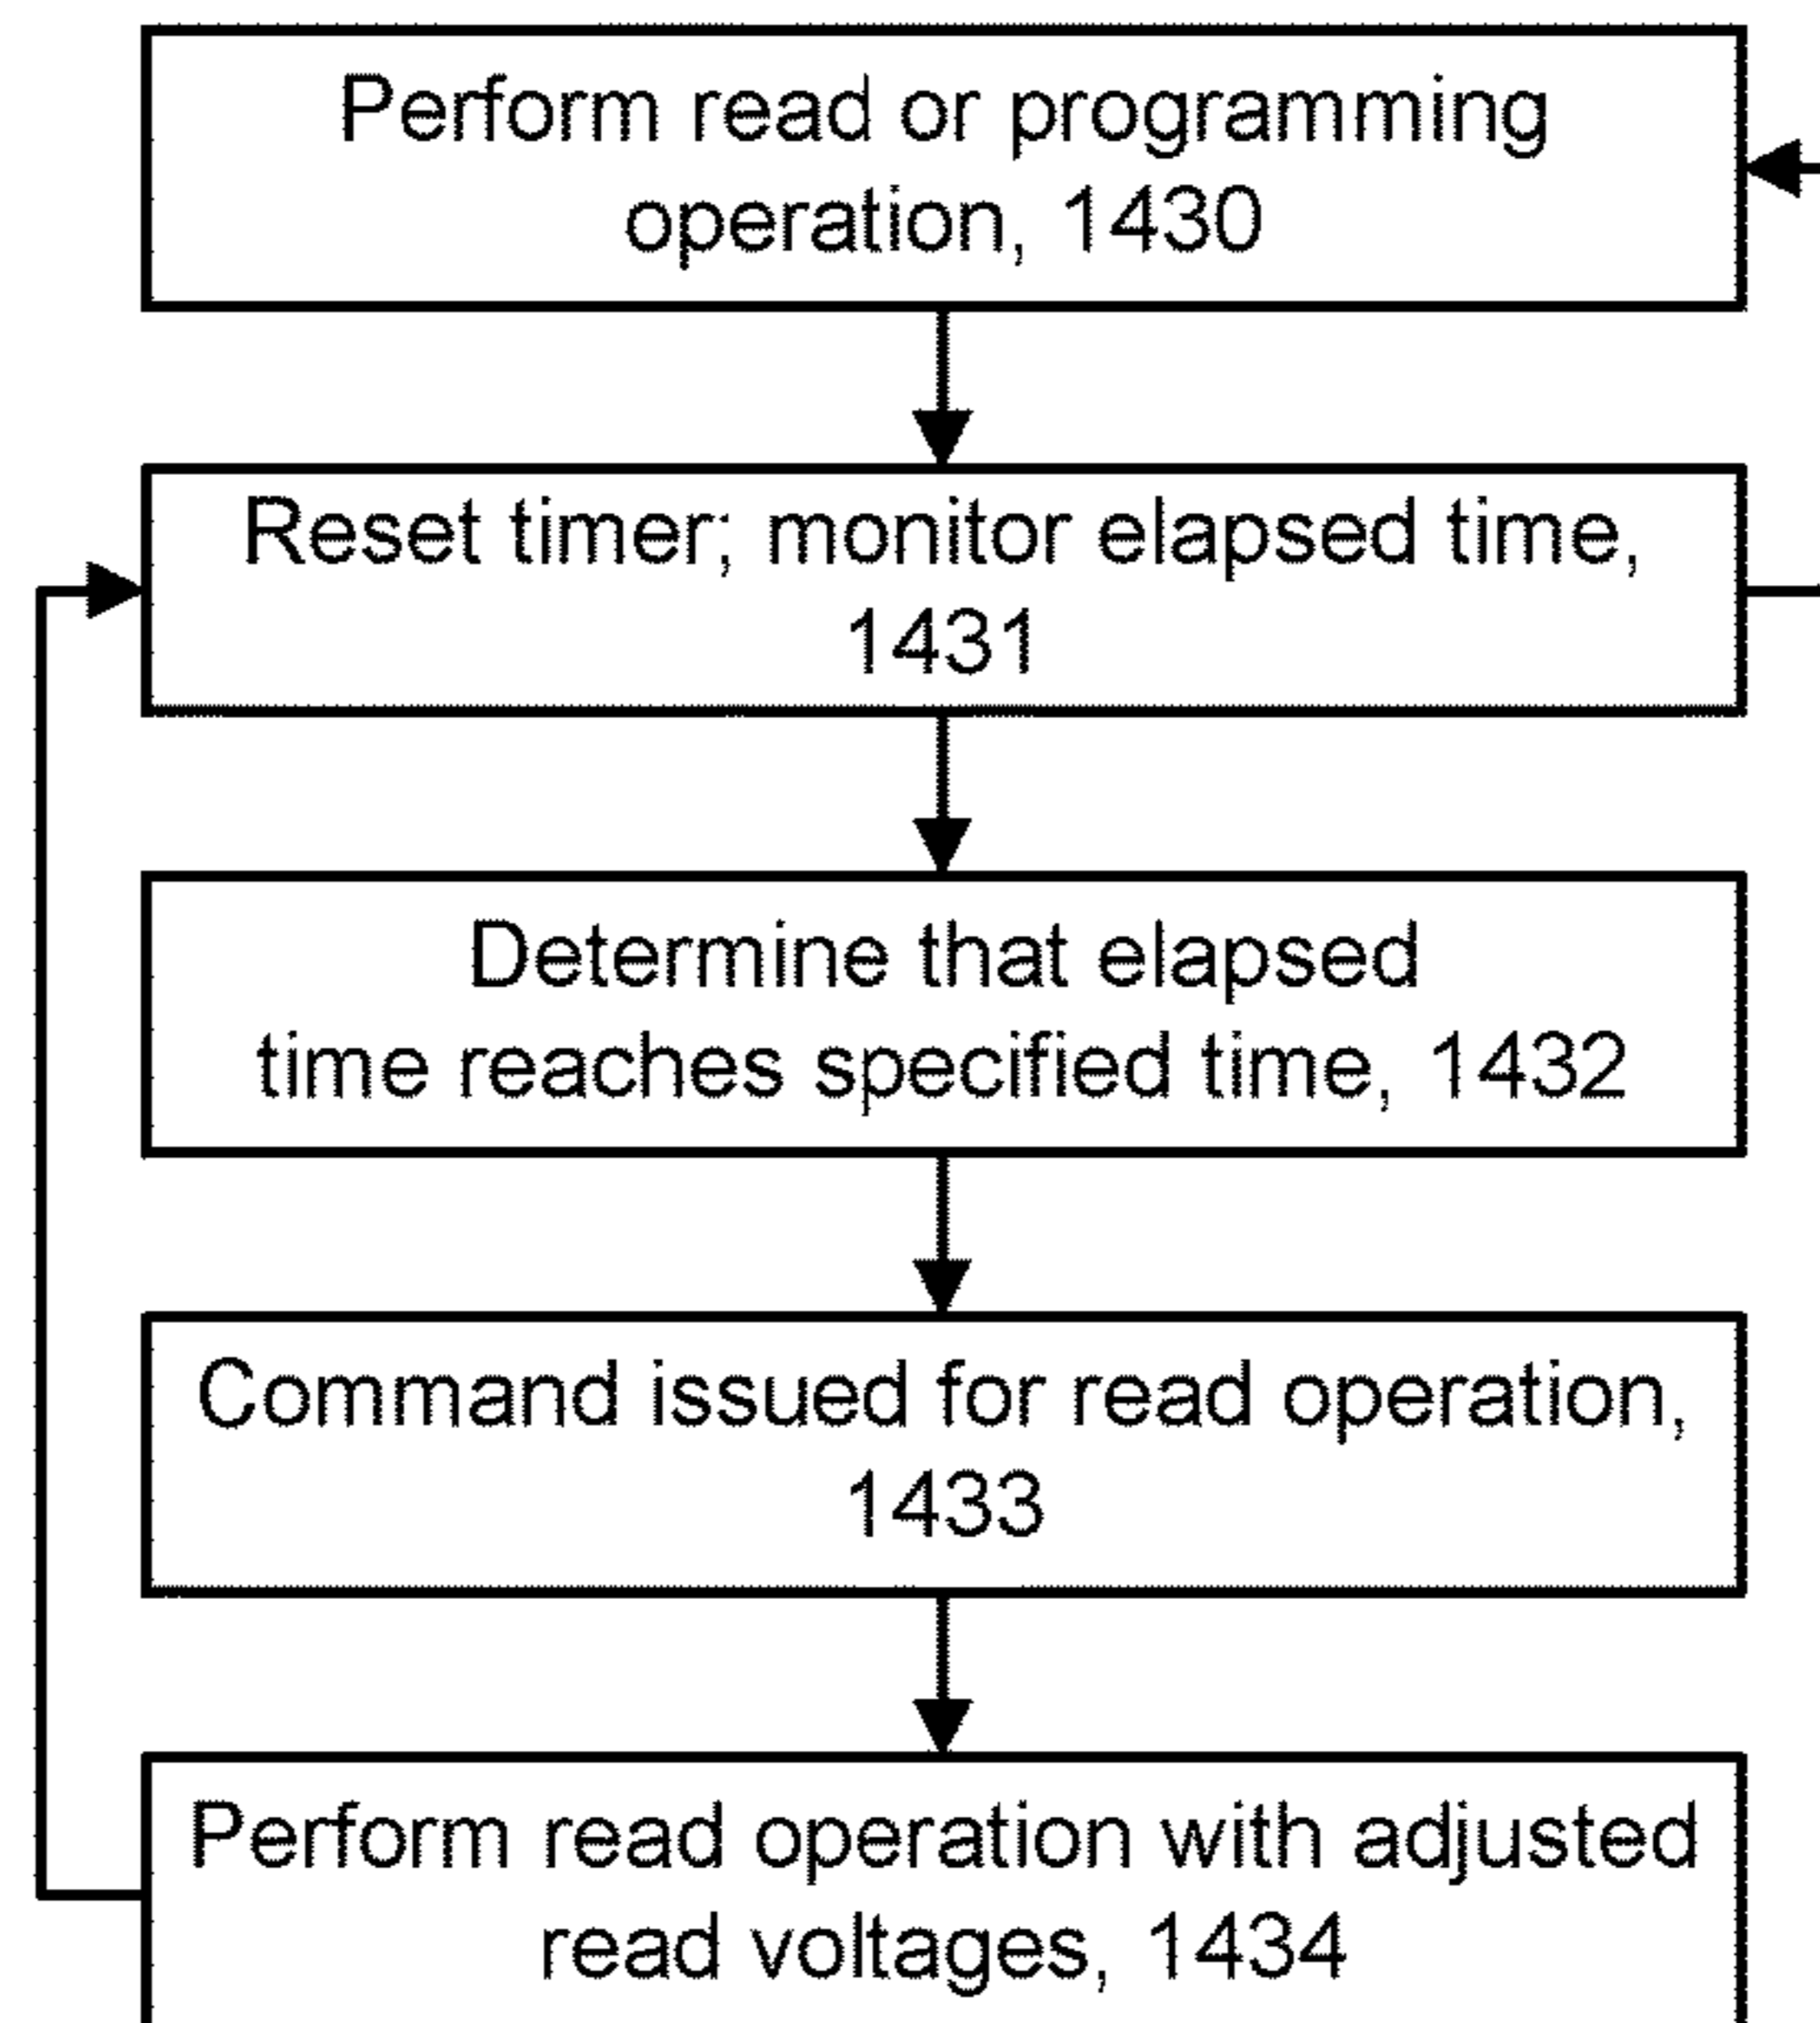 Perform read or programming
operation, 1430
Reset timer; monitor elapsed time,
1431
Determine that elapsed
time reaches specified time, 1432
Command issued for read operation,
1433
Perform read operation with adjusted
read voltages, 1434